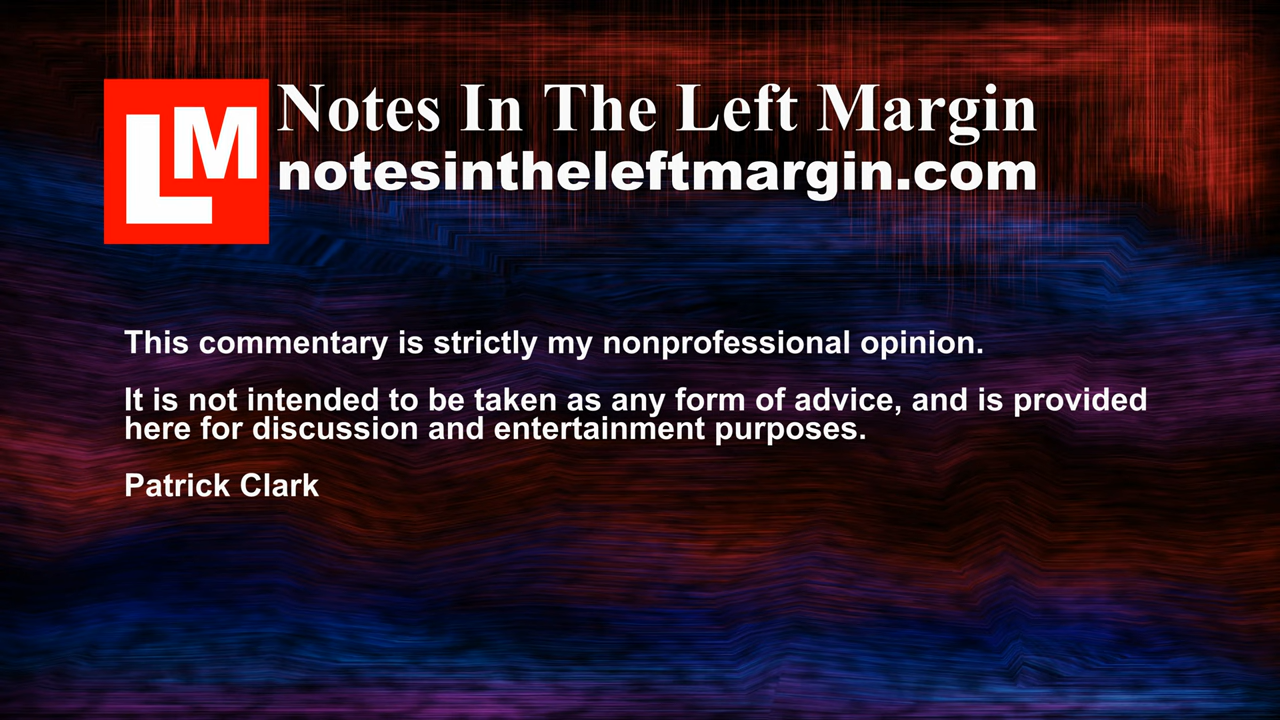 LM
Notes In The Left Margin
notesintheleftmargin.com
This commentary is strictly my nonprofessional opinion.
It is not intended to be taken as any form of advice, and is provided
here for discussion and entertainment purposes.
Patrick Clark